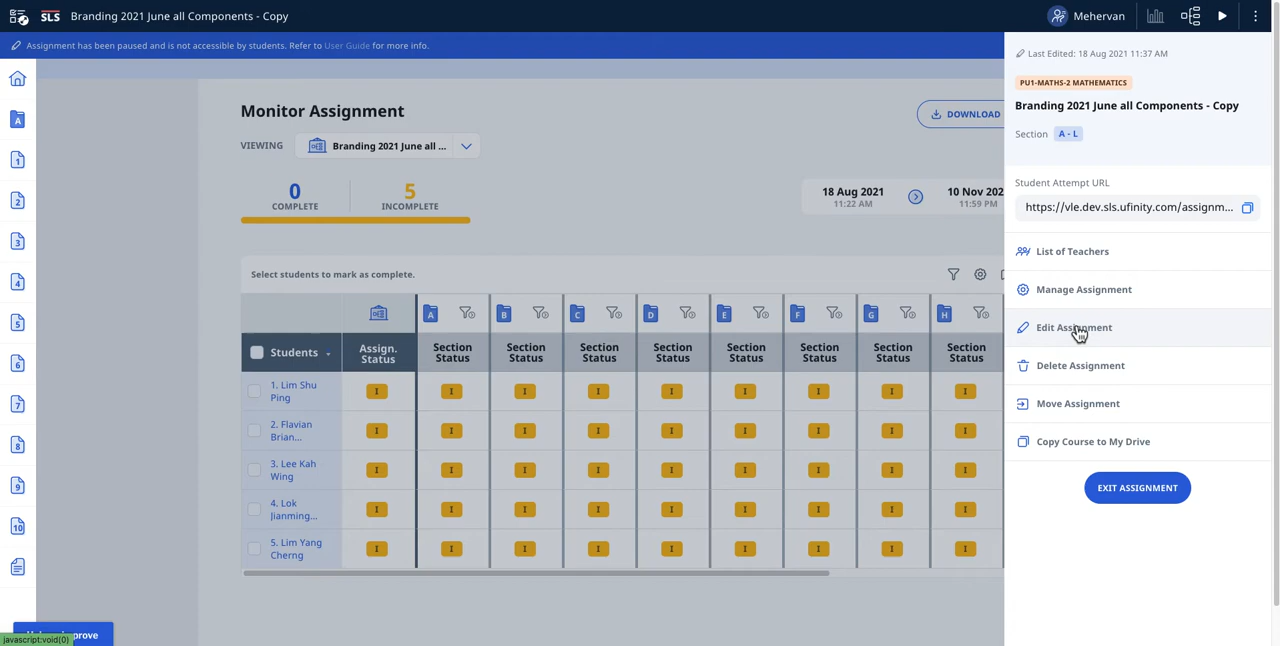 SLS Branding 2021 June all Components - Copy
Mehervan
Assignment has been paused and is not accessible by students. Refer to User Guide for more info.
A
1
2
3
4
5
6
7
8
9
10
Monitor Assignment
DOWNLOAD
VIEWING
Branding 2021 June all ...
0
COMPLETE
5
INCOMPLETE
18 Aug 2021
11:22 AM
10 Nov 202
11:59 PM
Select students to mark as complete.
A B C D E F G H
Students
Assign. Status
Section Status
Section Status
Section Status
Section Status
Section Status
Section Status
Section Status
Section Status
1. Lim Shu
Ping
I I I I I I I I I
2. Flavian
Brian...
I I I I I I I I I
3. Lee Kah
Wing
I I I I I I I I I
4. Lok
Jianming...
I I I I I I I I I
5. Lim Yang
Cherng
I I I I I I I I I
Last Edited: 18 Aug 2021 11:37 AM
PU1-MATHS-2 MATHEMATICS
Branding 2021 June all Components - Copy
Section A - L
Student Attempt URL
https://vle.dev.sls.ufinity.com/assignm...
List of Teachers
Manage Assignment
Edit Assignment
Delete Assignment
Move Assignment
Copy Course to My Drive
EXIT ASSIGNMENT
javascript:void(0)